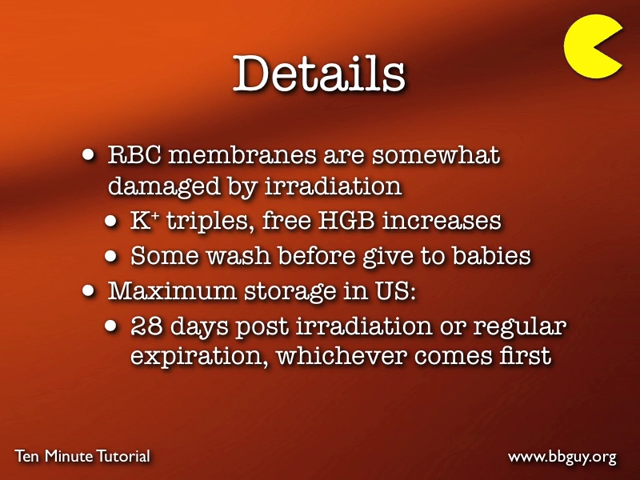 Details
• RBC membranes are somewhat
damaged by irradiation
• K⁺ triples, free HGB increases
• Some wash before give to babies
• Maximum storage in US:
• 28 days post irradiation or regular
expiration, whichever comes first
Ten Minute Tutorial
www.bbguy.org